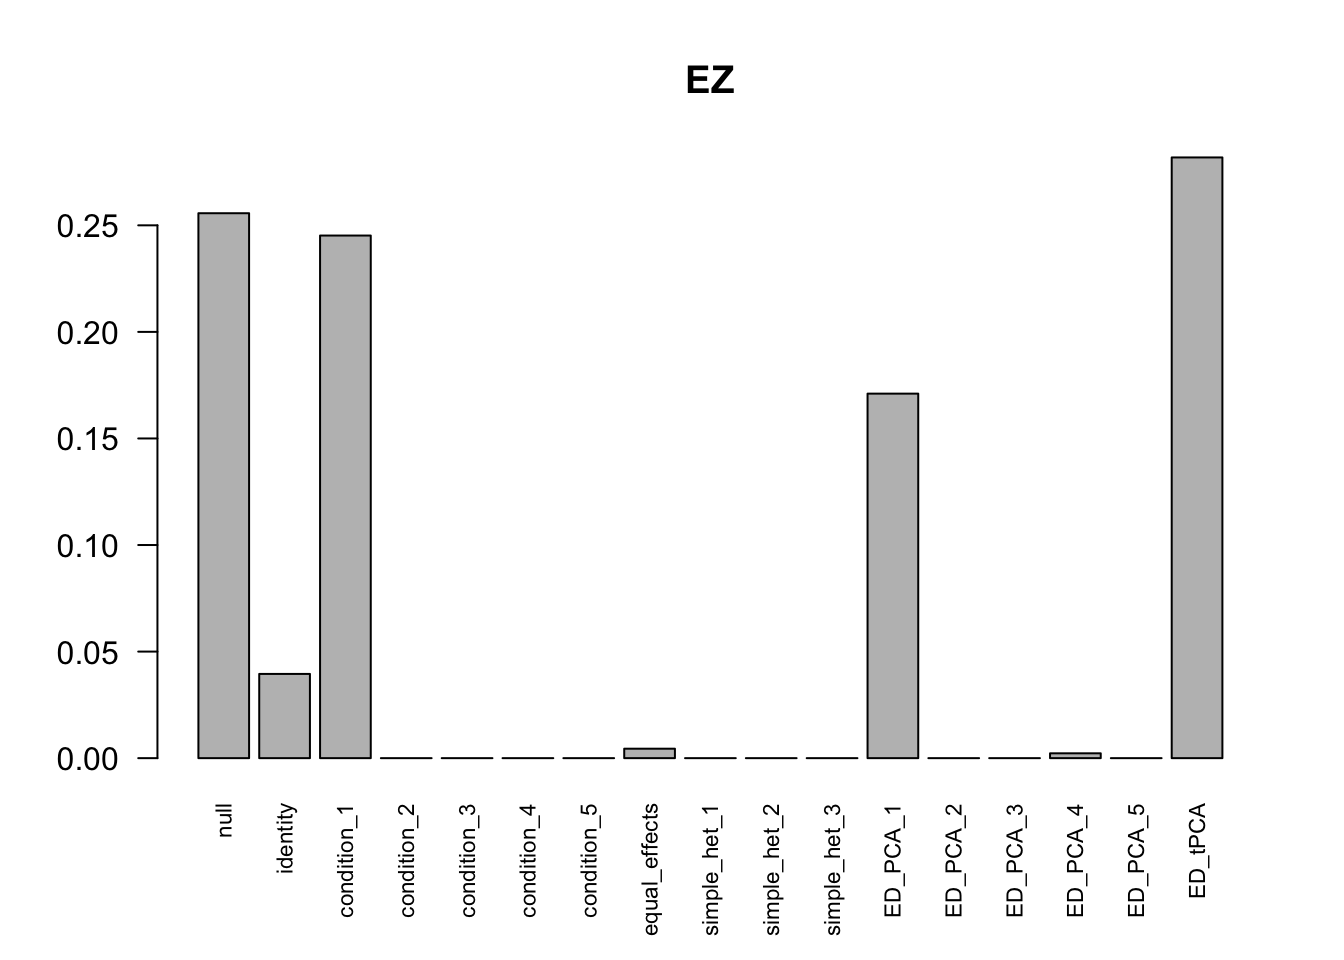 EZ
0.25
0.20
0.15
0.10
0.05
0.00
null
identity
condition_1
condition_2
condition_3
condition_4
condition_5
equal_effects
simple_het_1
simple_het_2
simple_het_3
ED_PCA_1
ED_PCA_2
ED_PCA_3
ED_PCA_4
ED_PCA_5
ED_tPCA